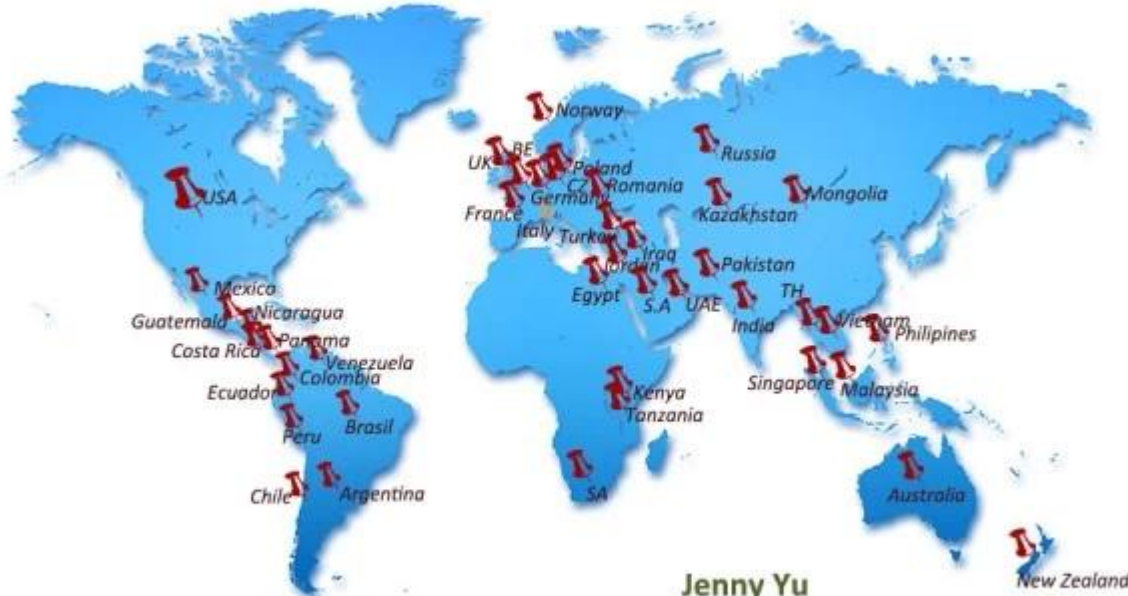 Norway
UK
BE
Poland
Russia
CZ
Romania
USA
Germany
Mongolia
France
Kazakhstan
Italy
Turkey
Iraq
Jordan
Pakistan
Mexico
Egypt
S.A
UAE
TH
India
Nicaragua
Guatemala
Vietnam
Philipines
Panama
Costa Rica
Venezuela
Singapore
Malaysia
Colombia
Ecuador
Kenya
Tanzania
Brasil
Peru
Chile
Argentina
SA
Australia
Jenny Yu
New Zealand